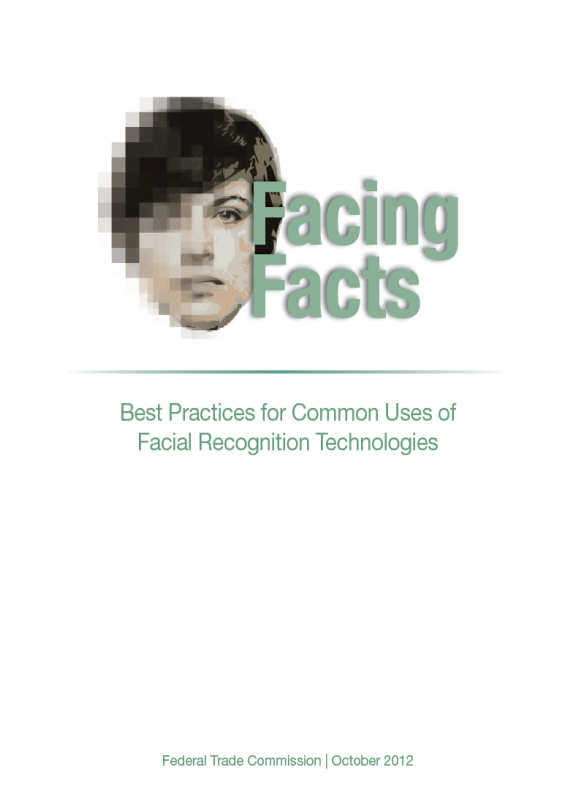 Facing
Facts
Best Practices for Common Uses of
Facial Recognition Technologies
Federal Trade Commission | October 2012